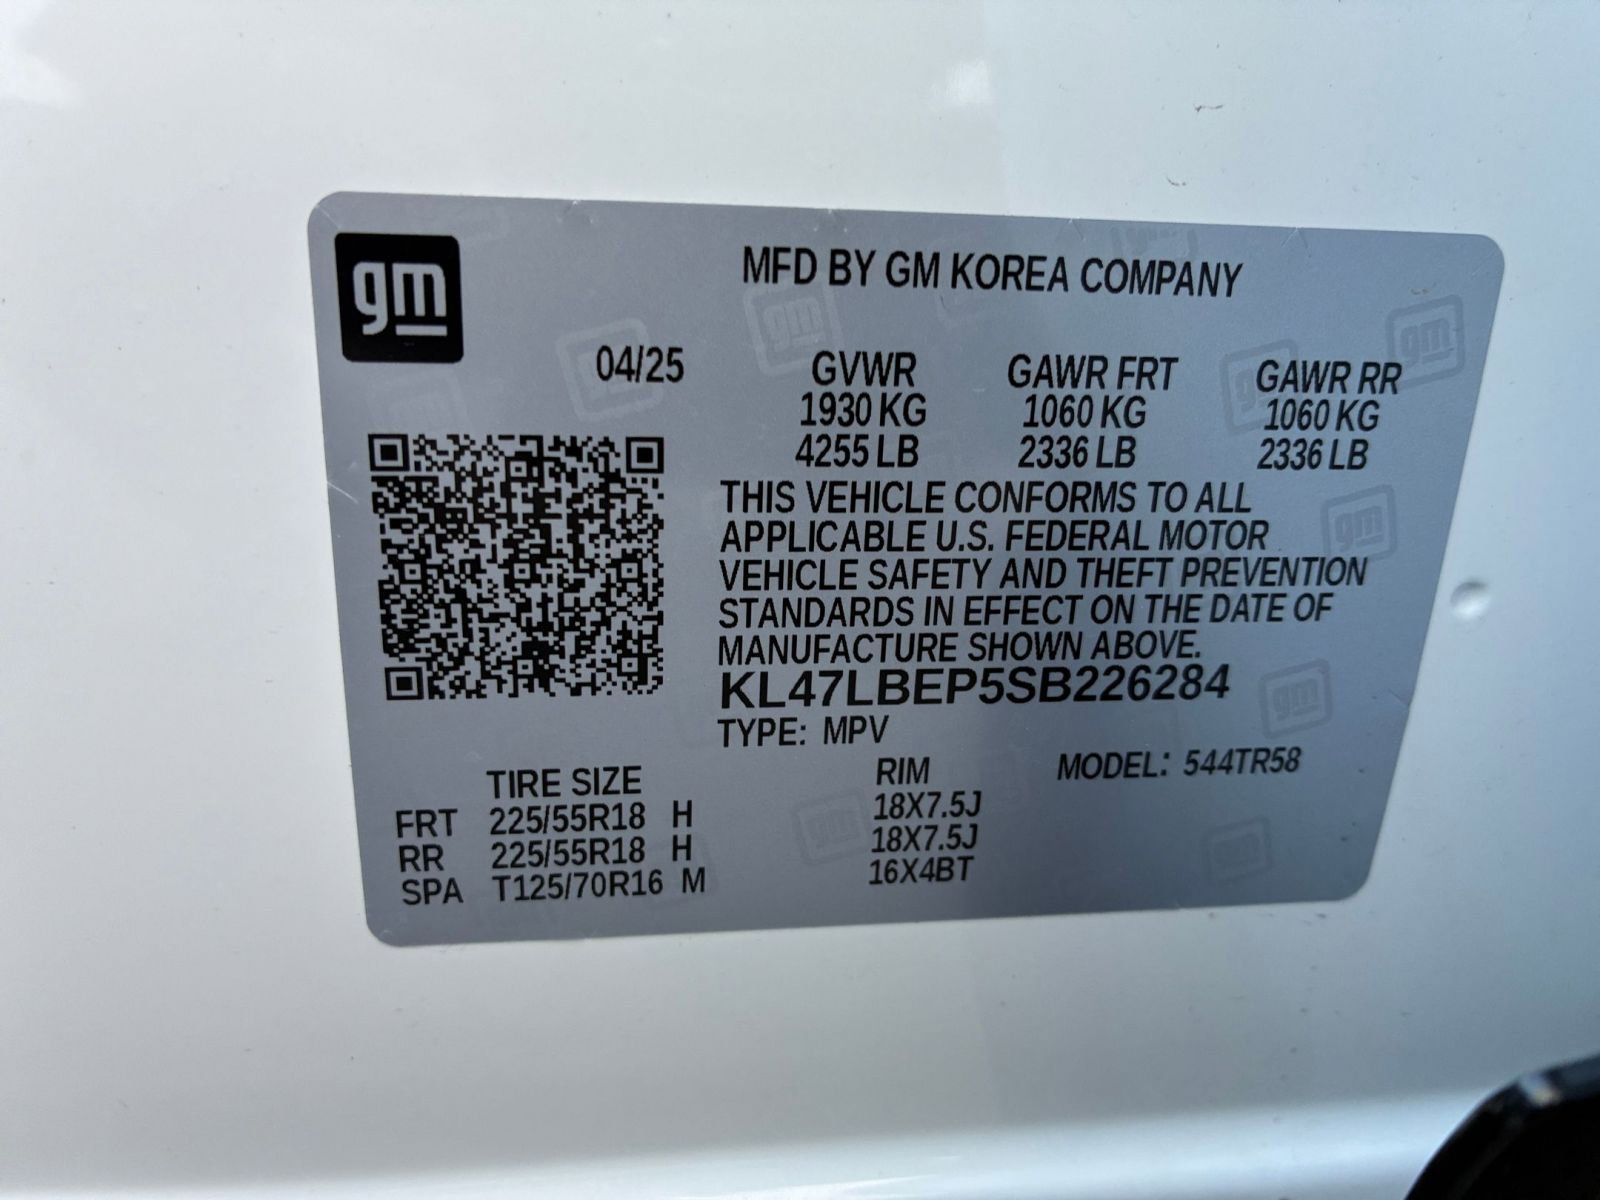 gm
MFD BY GM KOREA COMPANY
04/25
GVWR GAWR FRT GAWR RR
1930 KG 1060 KG 1060 KG
4255 LB 2336 LB 2336 LB
THIS VEHICLE CONFORMS TO ALL
APPLICABLE U.S. FEDERAL MOTOR
VEHICLE SAFETY AND THEFT PREVENTION
STANDARDS IN EFFECT ON THE DATE OF
MANUFACTURE SHOWN ABOVE.
KL47LBEP5SB226284
TYPE: MPV
TIRE SIZE RIM MODEL: 544TR58
FRT 225/55R18 H 18X7.5J
RR 225/55R18 H 18X7.5J
SPA T125/70R16 M 16X4BT